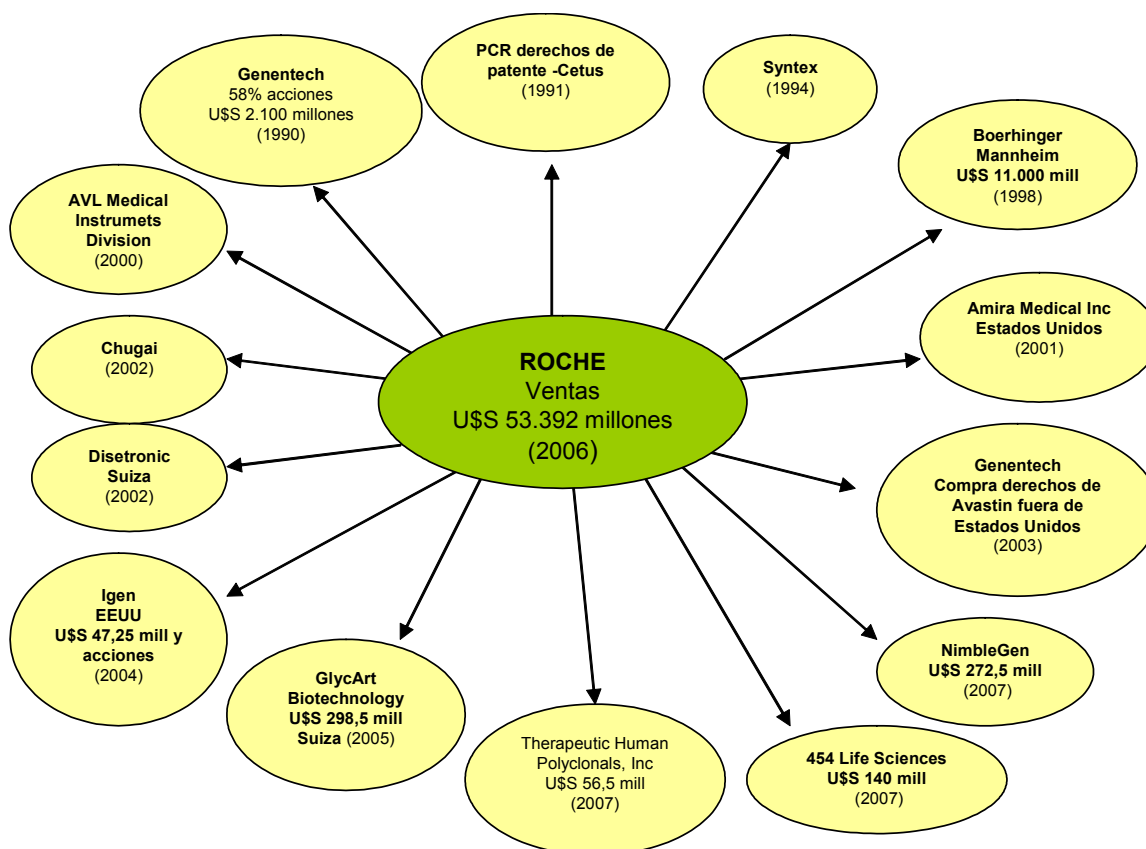 PCR derechos de
patente -Cetus
(1991)
Syntex
(1994)
Genentech
58% acciones
U$S 2.100 millones
(1990)
Boerhinger
Mannheim
U$S 11.000 mill
(1998)
AVL Medical
Instrumets
Division
(2000)
Amira Medical Inc
Estados Unidos
(2001)
Chugai
(2002)
ROCHE
Ventas
U$S 53.392 millones
(2006)
Disetronic
Suiza
(2002)
Genentech
Compra derechos de
Avastin fuera de
Estados Unidos
(2003)
Igen
EEUU
U$S 47,25 mill y
acciones
(2004)
NimbleGen
U$S 272,5 mill
(2007)
GlycArt
Biotechnology
U$S 298,5 mill
Suiza (2005)
Therapeutic Human
Polyclonals, Inc
U$S 56,5 mill
(2007)
454 Life Sciences
U$S 140 mill
(2007)